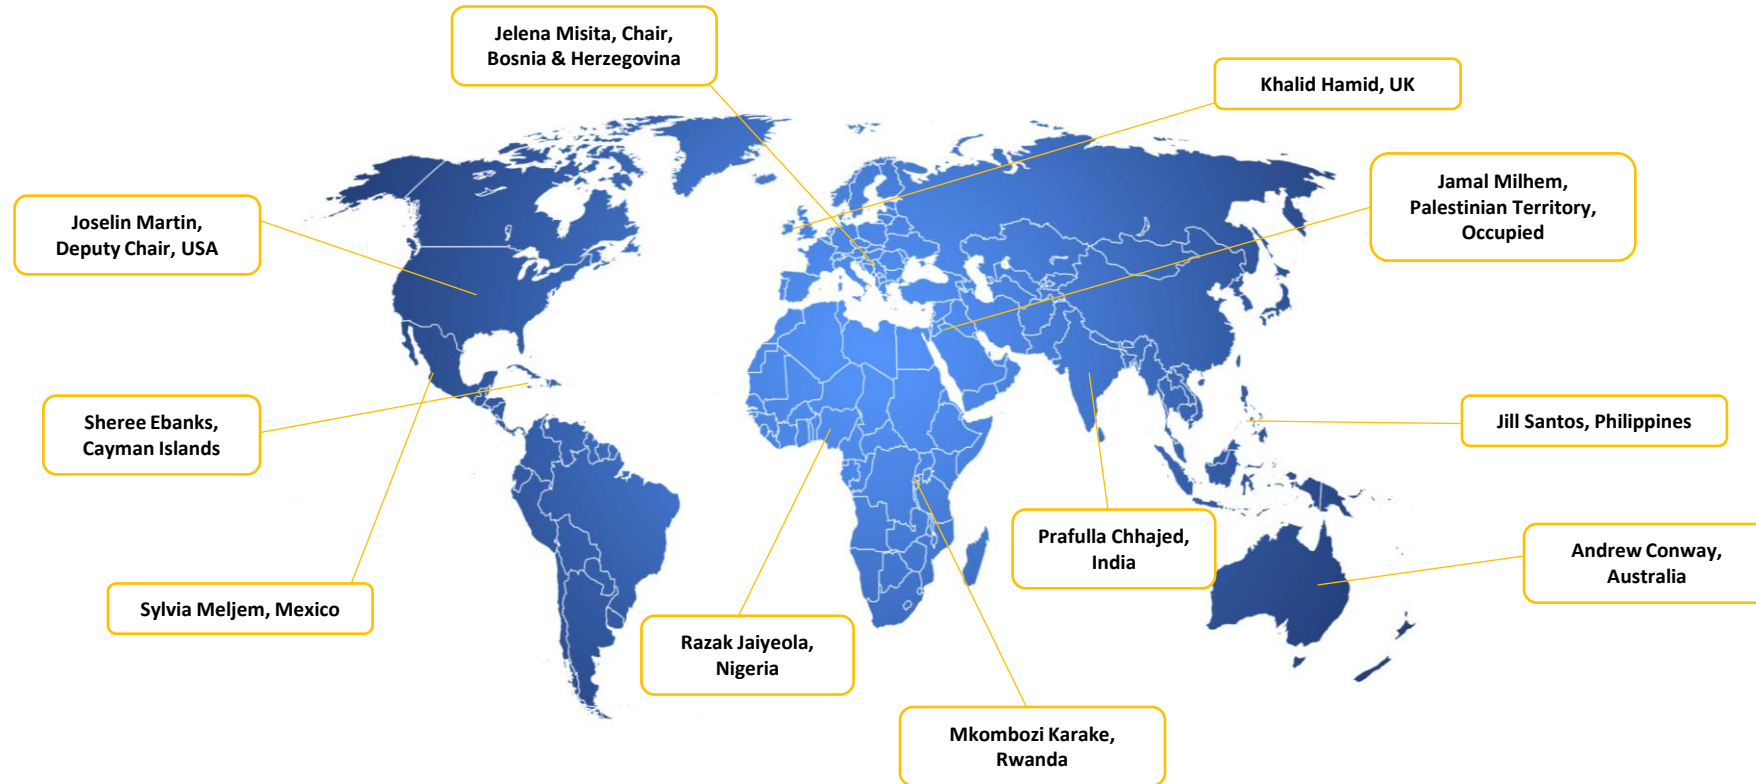 Jelena Misita, Chair,
Bosnia & Herzegovina
Khalid Hamid, UK
Jamal Milhem,
Palestinian Territory,
Occupied
Joselin Martin,
Deputy Chair, USA
Sheree Ebanks,
Cayman Islands
Jill Santos, Philippines
Prafulla Chhajed,
India
Andrew Conway,
Australia
Sylvia Meljem, Mexico
Razak Jaiyeola,
Nigeria
Mkombozi Karake,
Rwanda